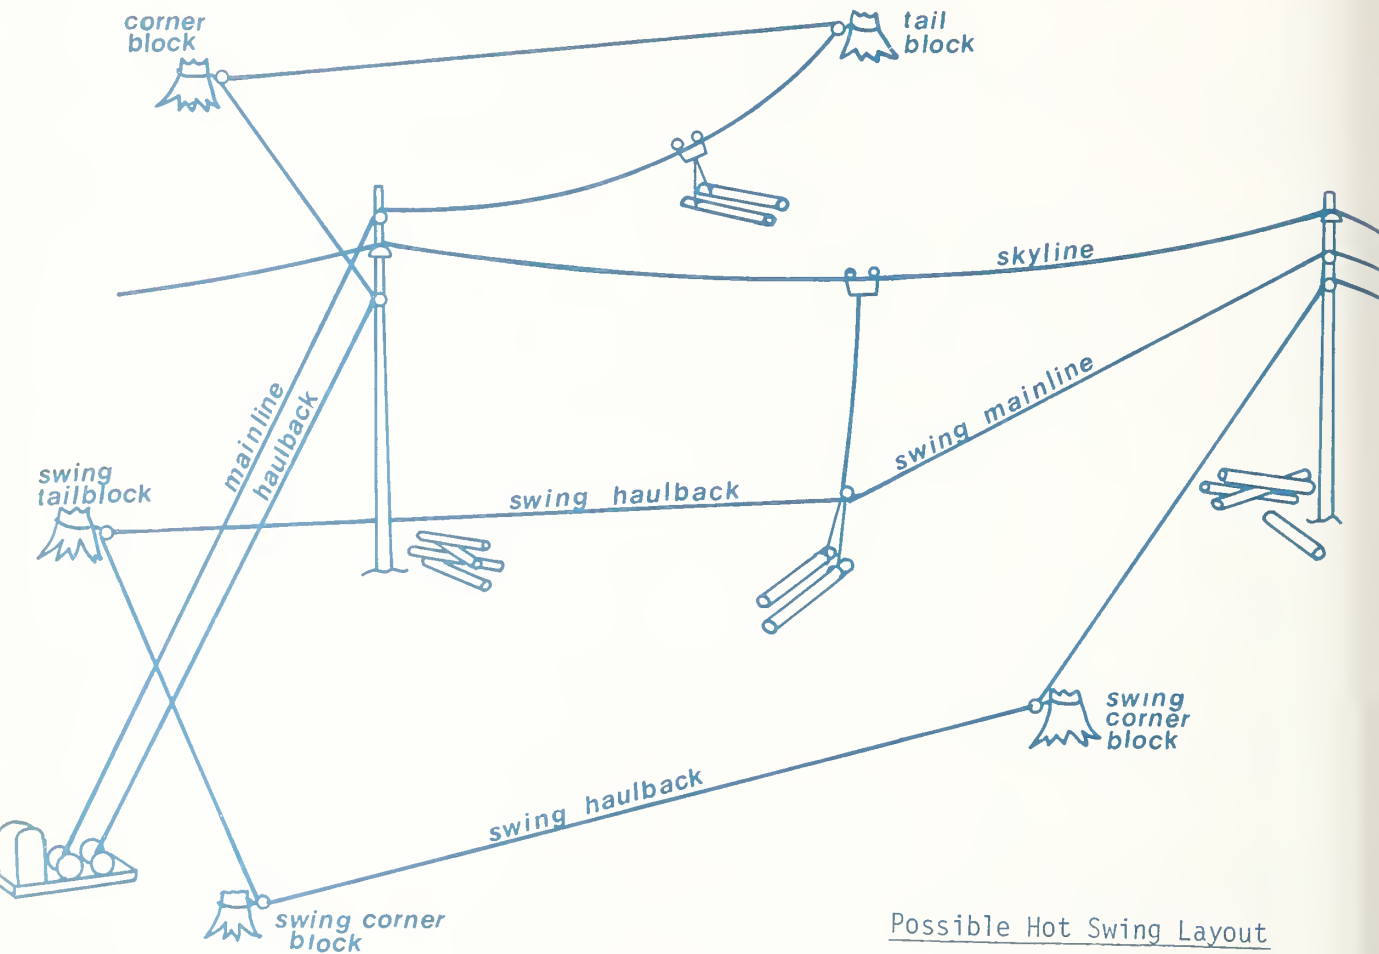 corner
block
tail
block
skyline
mainline
haulback
swing mainline
swing
tailblock
swing haulback
swing
corner
block
swing haulback
swing corner
block
Possible Hot Swing Layout